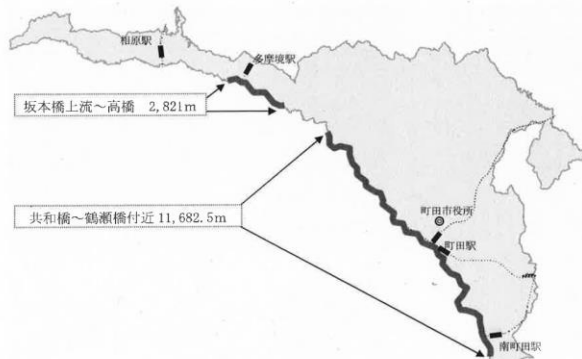 相原駅
多摩境駅
坂本橋上流～高橋　2,821m
共和橋～鶴瀬橋付近 11,682.5m
町田市役所
町田駅
南町田駅